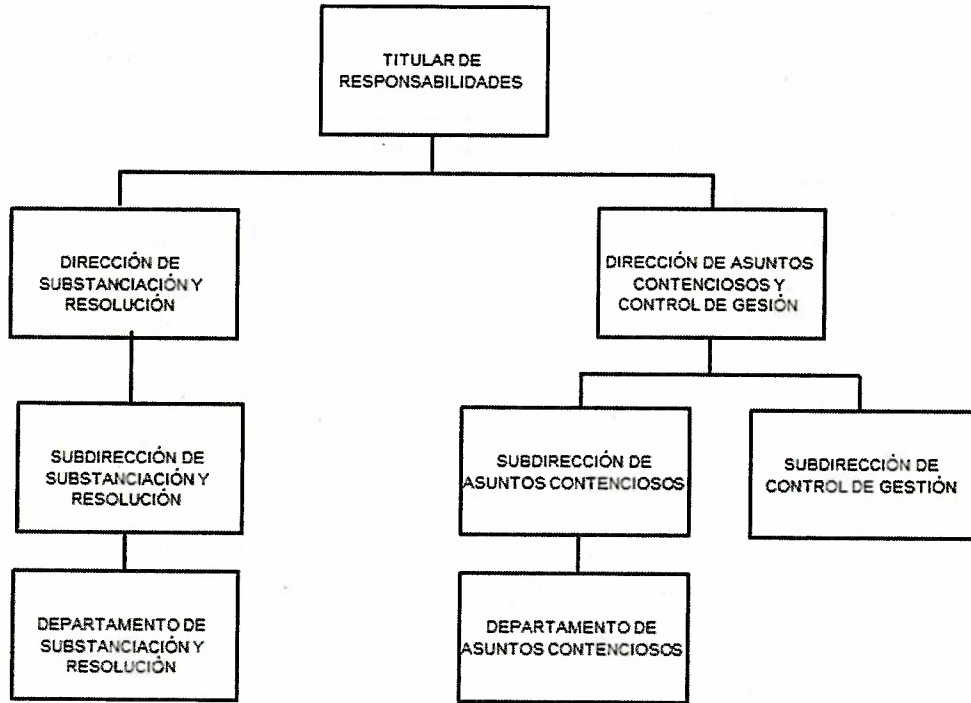 TITULAR DE
RESPONSABILIDADES
DIRECCIÓN DE
SUBSTANCIACIÓN Y
RESOLUCIÓN
DIRECCIÓN DE ASUNTOS
CONTENCIOSOS Y
CONTROL DE GESIÓN
SUBDIRECCIÓN DE
SUBSTANCIACIÓN Y
RESOLUCIÓN
SUBDIRECCIÓN DE
ASUNTOS CONTENCIOSOS
SUBDIRECCIÓN DE
CONTROL DE GESTIÓN
DEPARTAMENTO DE
SUBSTANCIACIÓN Y
RESOLUCIÓN
DEPARTAMENTO DE
ASUNTOS CONTENCIOSOS